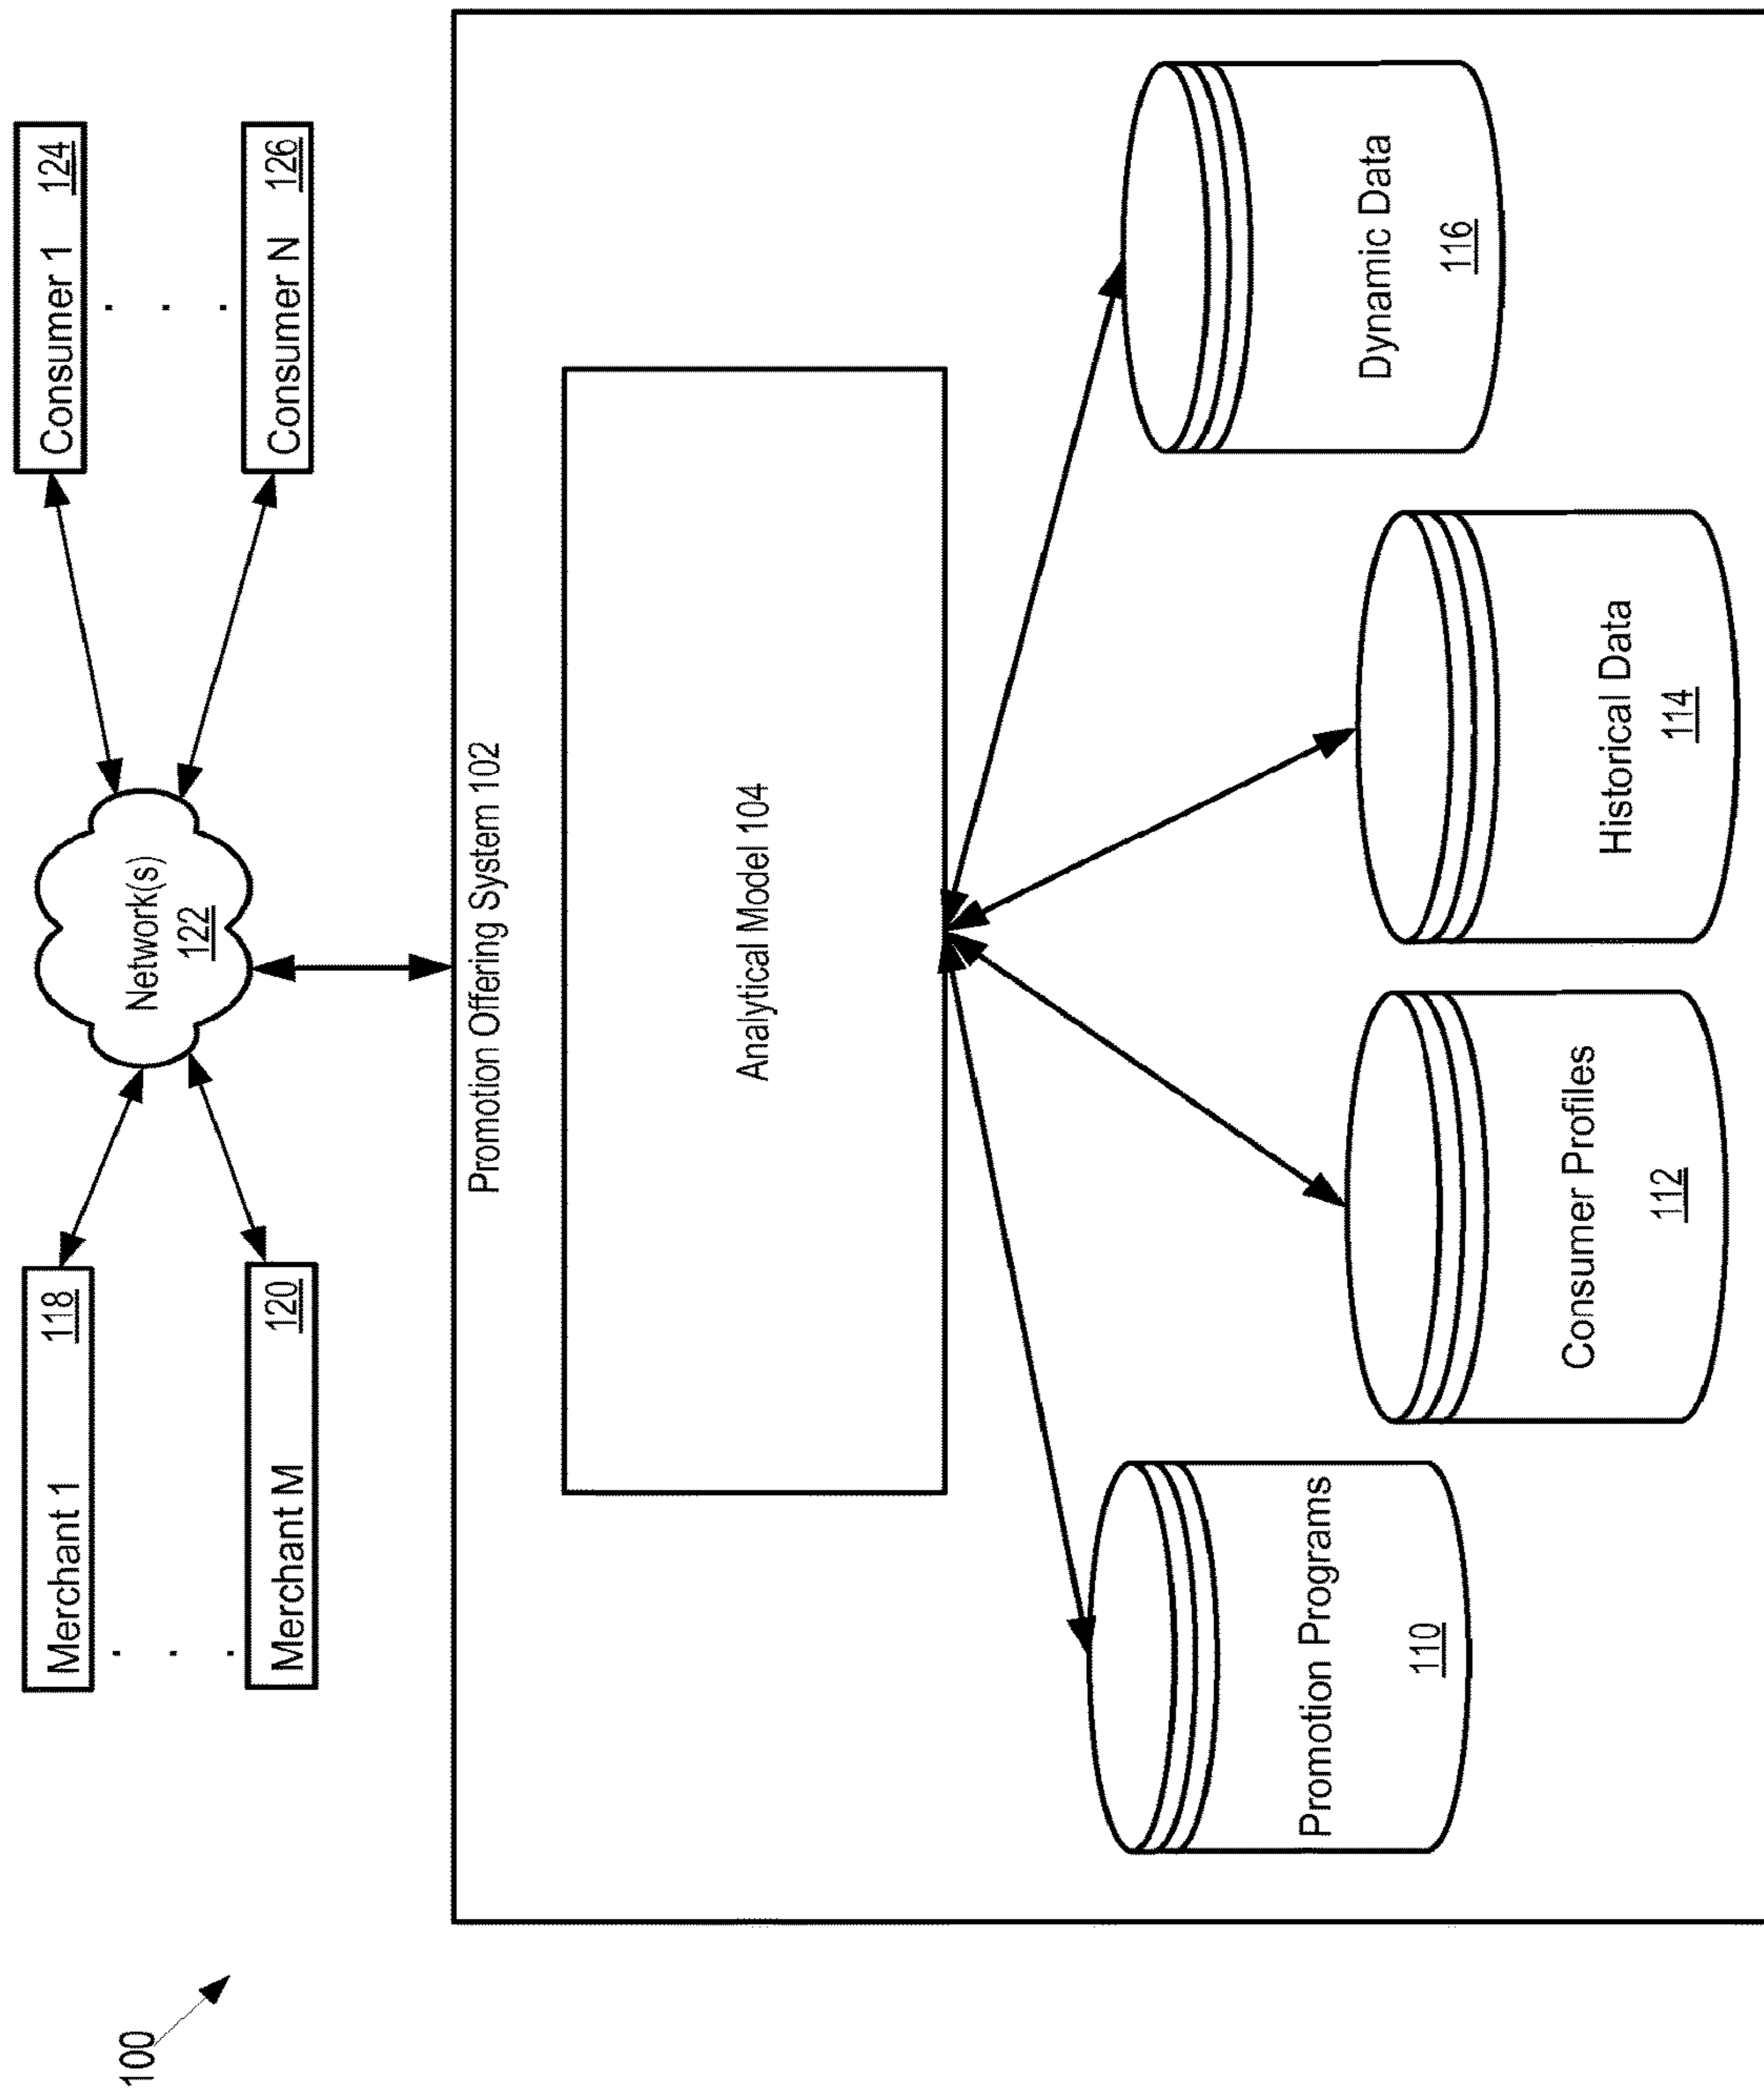 100
Merchant 1 118
. . .
Merchant M 120
Network(s)
122
Consumer 1 124
. . .
Consumer N 126
Promotion Offering System 102
Analytical Model 104
Promotion Programs
110
Consumer Profiles
112
Historical Data
114
Dynamic Data
116